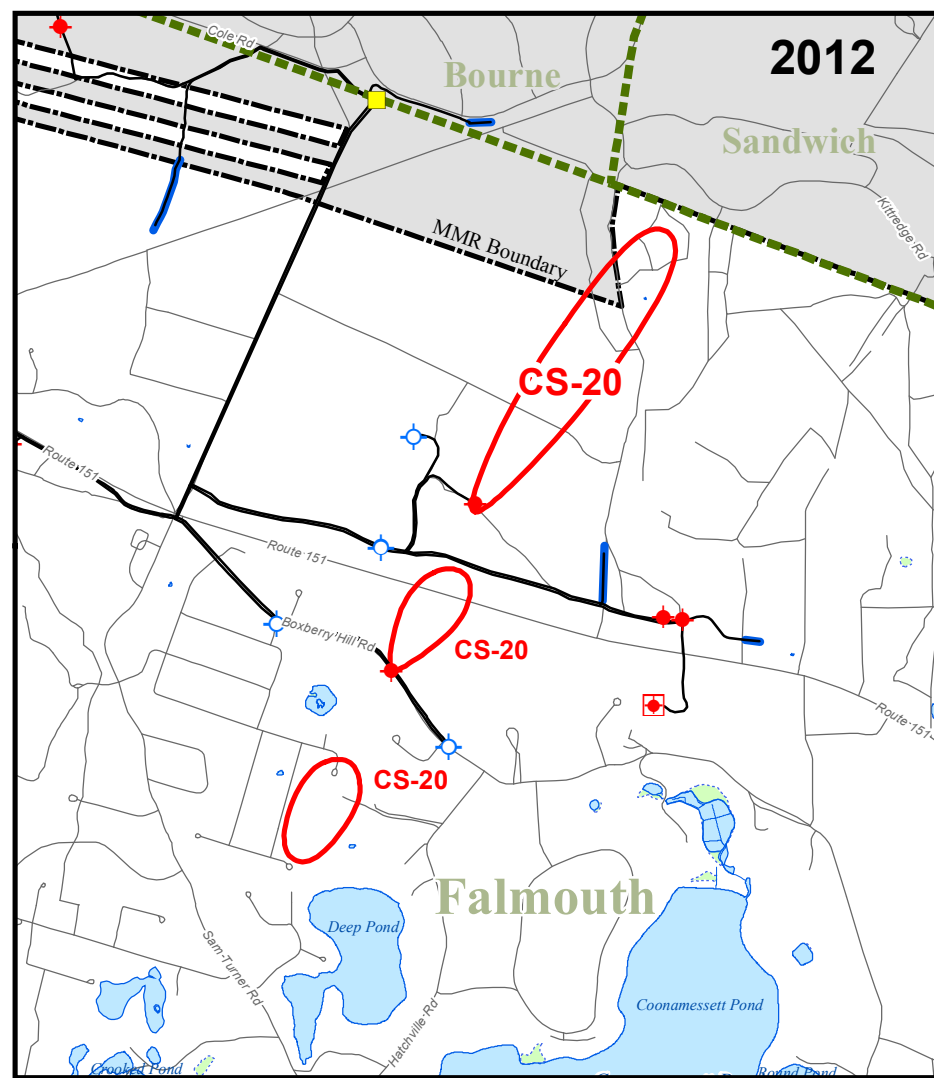 Cole Rd
2012
Bourne
Sandwich
Kittredge Rd
MMR Boundary
CS-20
Route 151
Route 151
Boxberry Hill Rd
CS-20
Route 151
CS-20
Falmouth
Deep Pond
Sam Turner Rd
Coonamessett Pond
Hatchville Rd
Crooked Pond
Round Pond